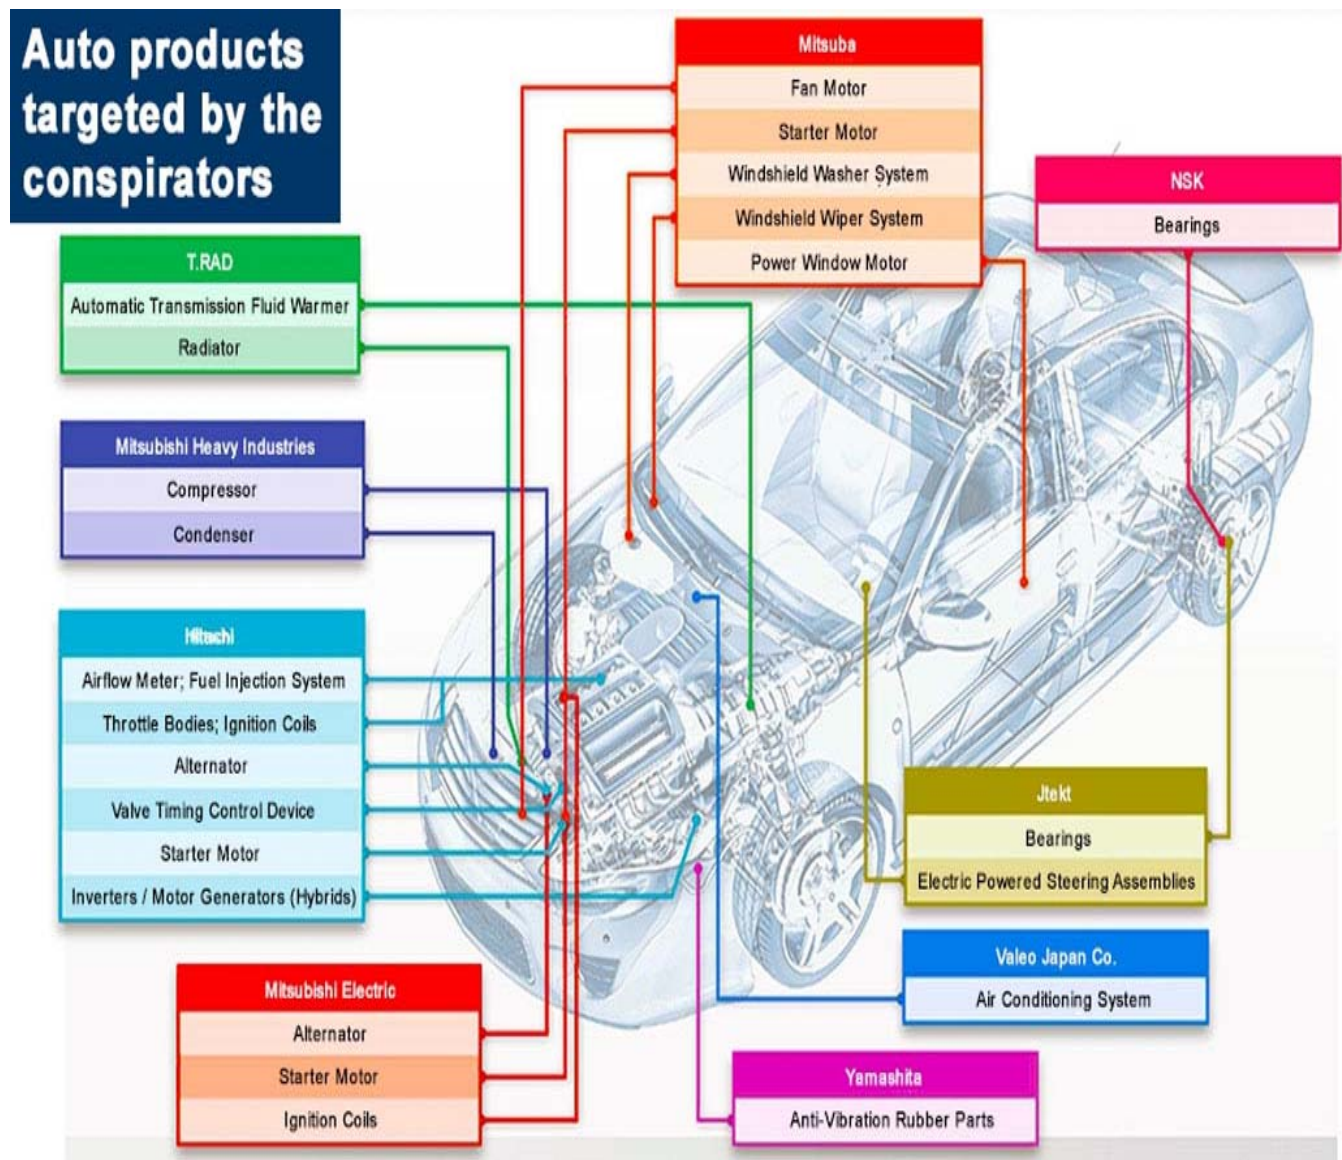 Auto products
targeted by the
conspirators
Mitsuba
Fan Motor
Starter Motor
Windshield Washer System
Windshield Wiper System
Power Window Motor
NSK
Bearings
T.RAD
Automatic Transmission Fluid Warmer
Radiator
Mitsubishi Heavy Industries
Compressor
Condenser
Hitachi
Airflow Meter; Fuel Injection System
Throttle Bodies; Ignition Coils
Alternator
Valve Timing Control Device
Starter Motor
Inverters / Motor Generators (Hybrids)
Jtekt
Bearings
Electric Powered Steering Assemblies
Valeo Japan Co.
Air Conditioning System
Mitsubishi Electric
Alternator
Starter Motor
Ignition Coils
Yamashita
Anti-Vibration Rubber Parts